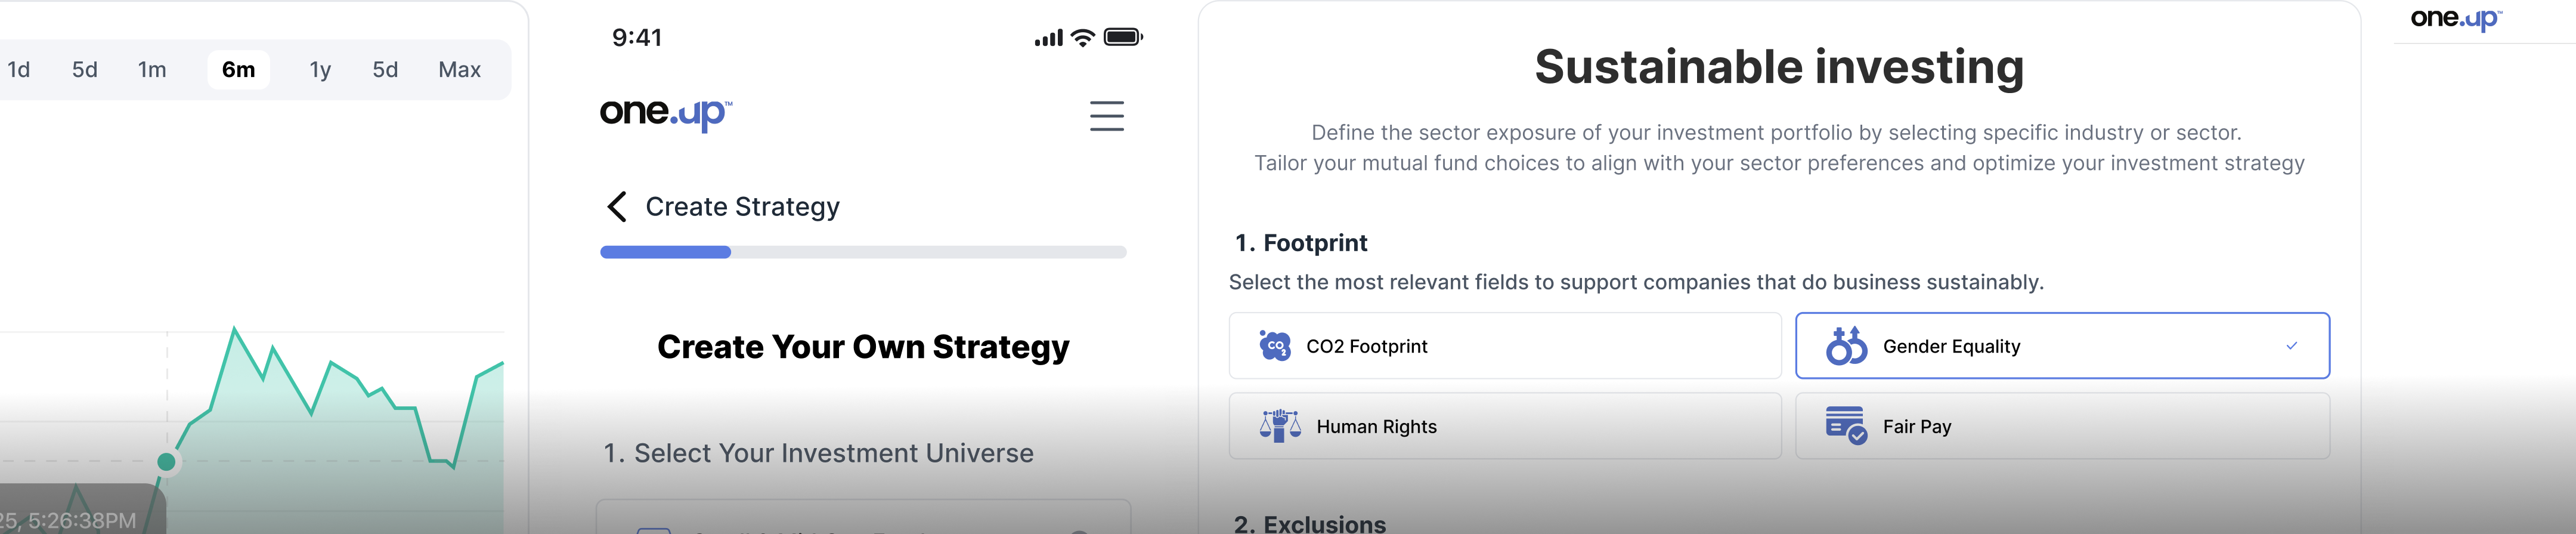 1d 5d 1m 6m 1y 5d Max
25, 5:26:38PM
9:41
one.up™
Create Strategy
Create Your Own Strategy
1. Select Your Investment Universe
Sustainable investing
Define the sector exposure of your investment portfolio by selecting specific industry or sector.
Tailor your mutual fund choices to align with your sector preferences and optimize your investment strategy
1. Footprint
Select the most relevant fields to support companies that do business sustainably.
CO2 CO2 Footprint
Gender Equality
Human Rights
Fair Pay
2. Exclusions
one.up™